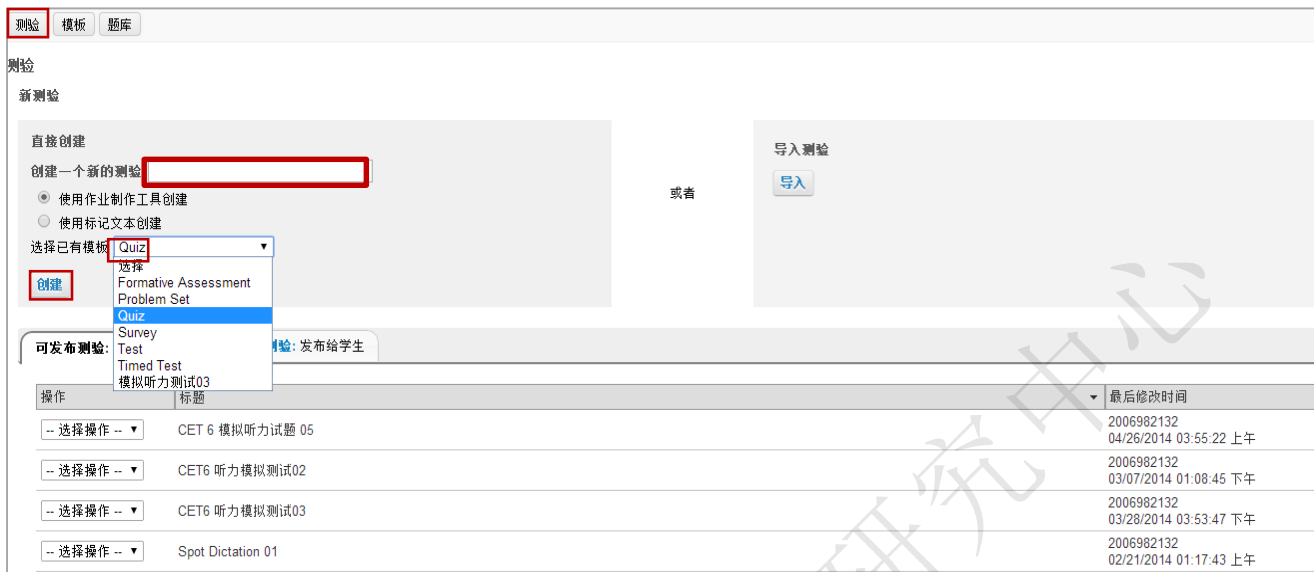 测验 模板 题库
测验
新测验
直接创建
创建一个新的测验
使用作业制作工具创建
使用标记文本创建
选择已有模板 Quiz
选择
Formative Assessment
Problem Set
Quiz
Survey
Test
Timed Test
模拟听力测试03
创建
或者
导入测验
导入
可发布测验: 验: 发布给学生
操作 标题 最后修改时间
-- 选择操作 -- CET 6 模拟听力试题 05 2006982132
04/26/2014 03:55:22 上午
-- 选择操作 -- CET6 听力模拟测试02 2006982132
03/07/2014 01:08:45 下午
-- 选择操作 -- CET6 听力模拟测试03 2006982132
03/28/2014 03:53:47 下午
-- 选择操作 -- Spot Dictation 01 2006982132
02/21/2014 01:17:43 上午
研究中心